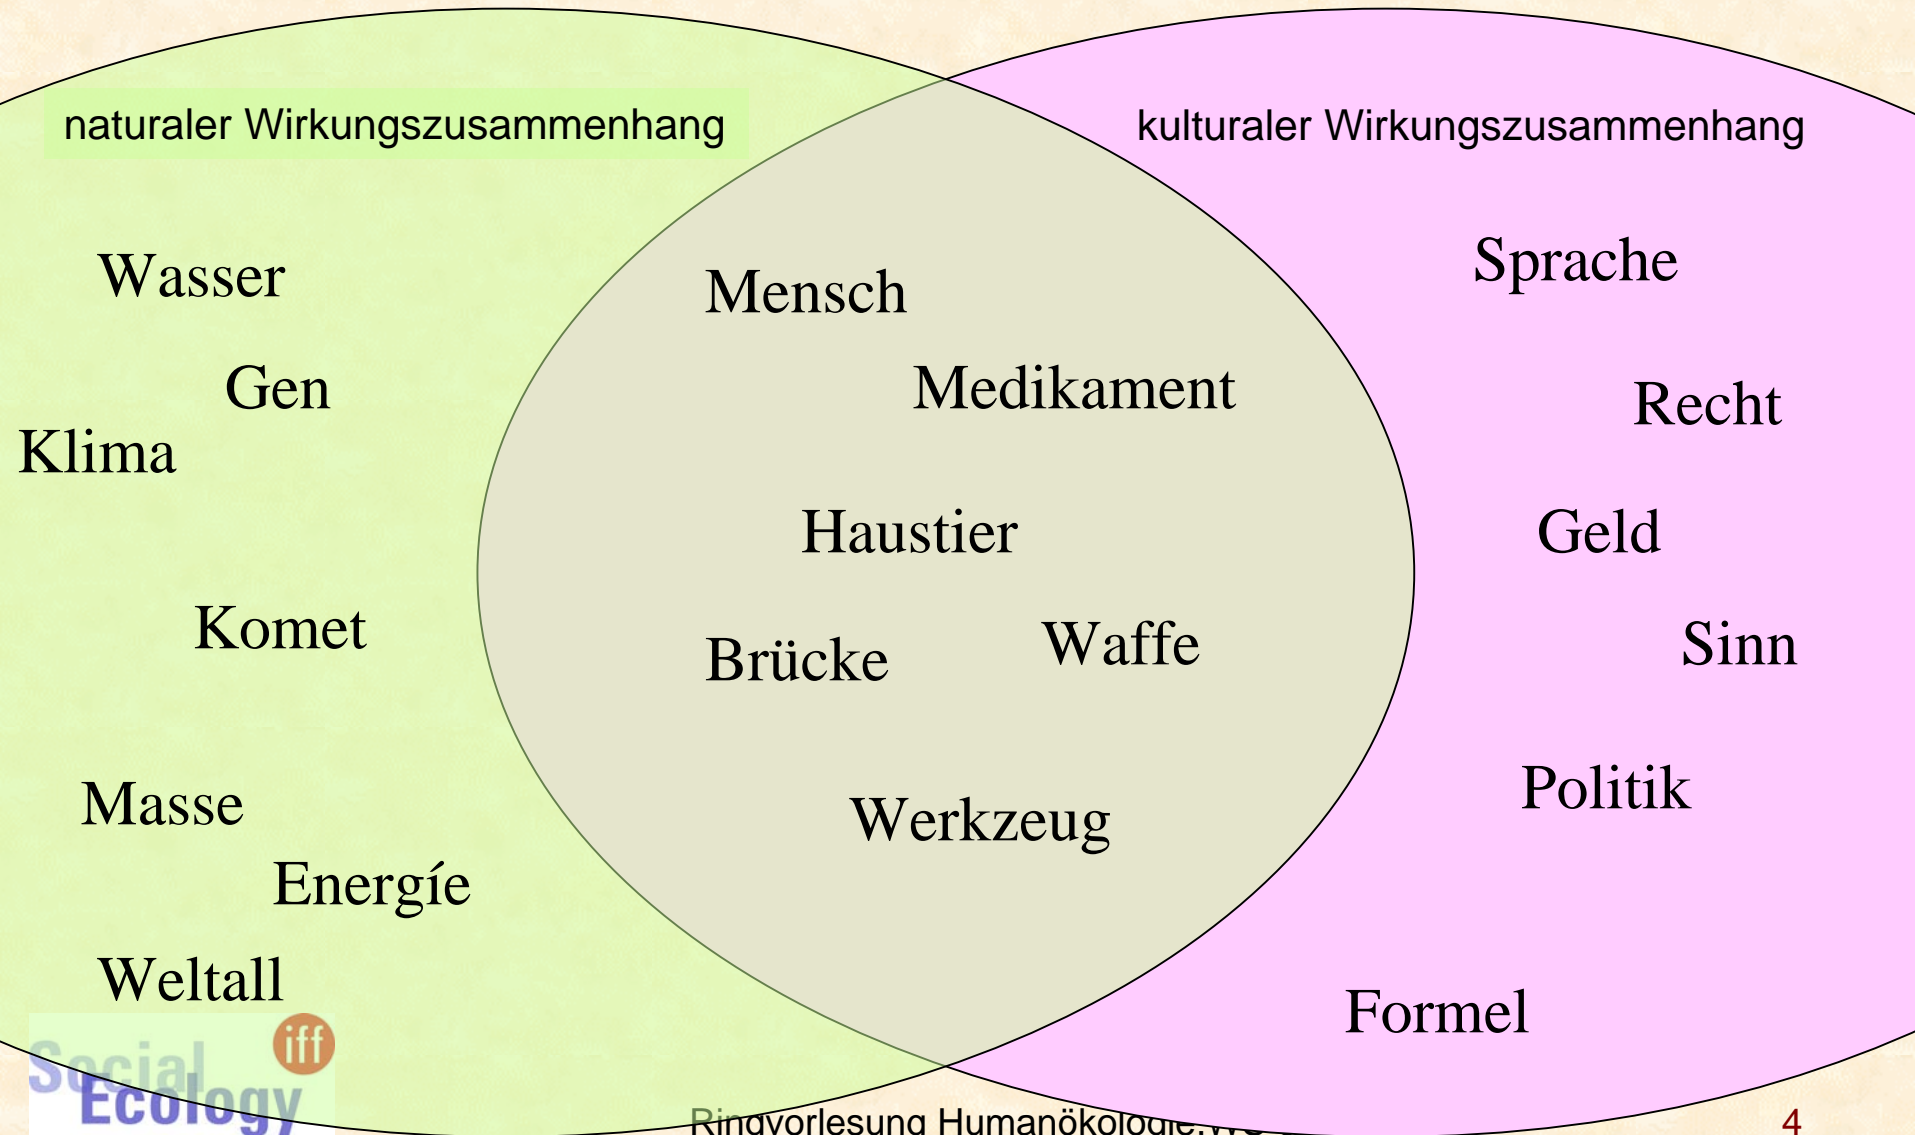 naturaler Wirkungszusammenhang
kulturaler Wirkungszusammenhang
Wasser
Mensch
Sprache
Gen
Medikament
Recht
Klima
Haustier
Geld
Komet
Brücke
Waffe
Sinn
Masse
Werkzeug
Politik
Energíe
Weltall
Formel
Social
iff
Ecology
Ringvorlesung Humanökologie,
4